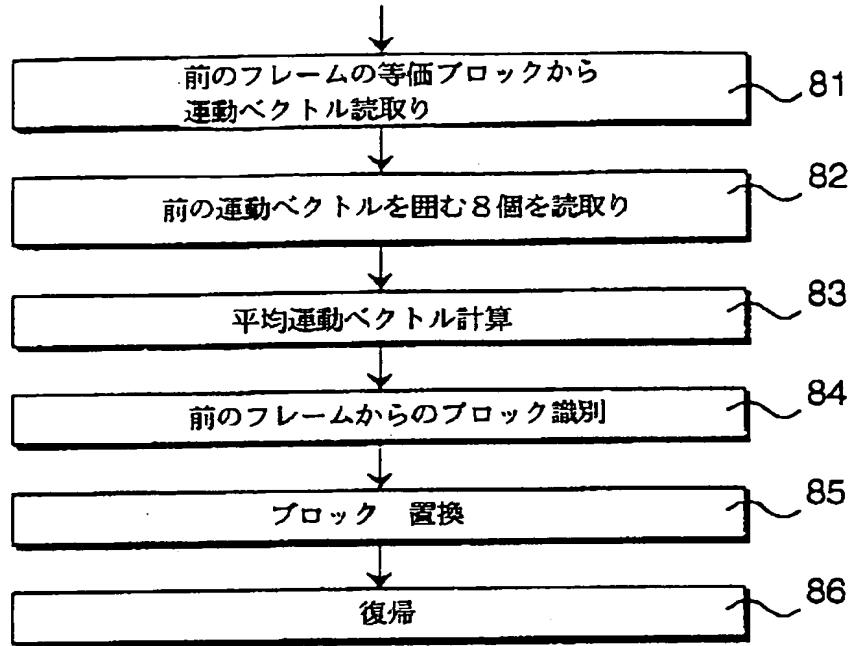 前のフレームの等価ブロックから
運動ベクトル読取り
81
前の運動ベクトルを囲む8個を読取り
82
平均運動ベクトル計算
83
前のフレームからのブロック識別
84
ブロック 置換
85
復帰
86